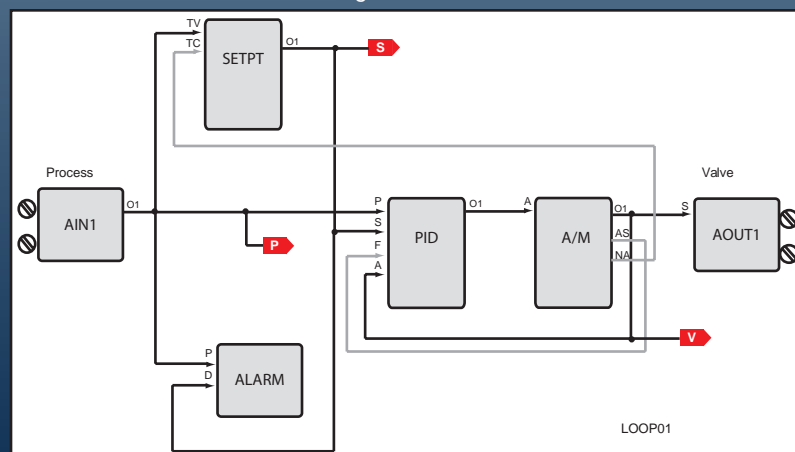 TV
TC
SETPT
O1
S
Process
AIN1
O1
P
P
S
F
A
PID
O1
A
A/M
O1
AS
NA
Valve
S
AOUT1
V
P
D
ALARM
LOOP01